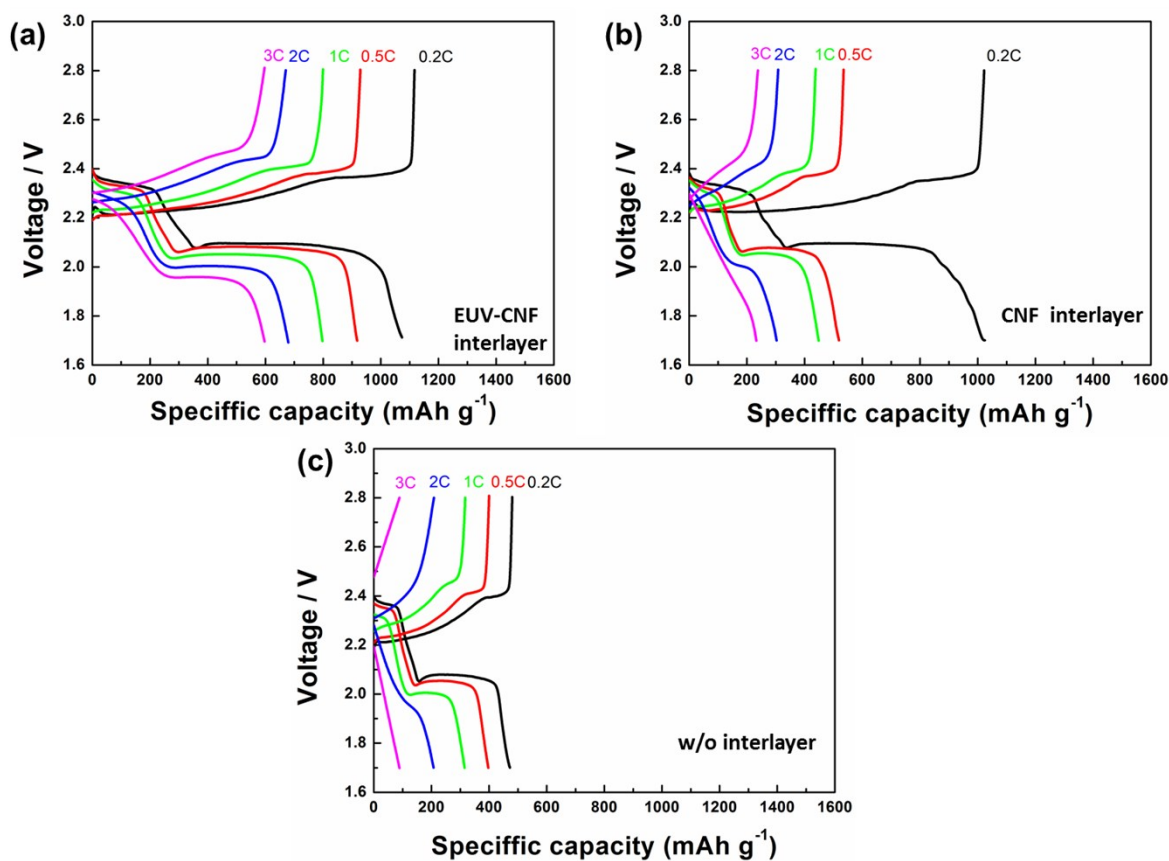 (a)
3C 2C 1C 0.5C 0.2C
3.0
2.8
2.6
2.4
2.2
2.0
1.8
1.6
Voltage / V
EUV-CNF
interlayer
0 200 400 600 800 1000 1200 1400 1600
Speciffic capacity (mAh g⁻¹)
(b)
3C 2C 1C 0.5C 0.2C
3.0
2.8
2.6
2.4
2.2
2.0
1.8
1.6
Voltage / V
CNF interlayer
0 200 400 600 800 1000 1200 1400 1600
Speciffic capacity (mAh g⁻¹)
(c)
3C 2C 1C 0.5C 0.2C
3.0
2.8
2.6
2.4
2.2
2.0
1.8
1.6
Voltage / V
w/o interlayer
0 200 400 600 800 1000 1200 1400 1600
Speciffic capacity (mAh g⁻¹)